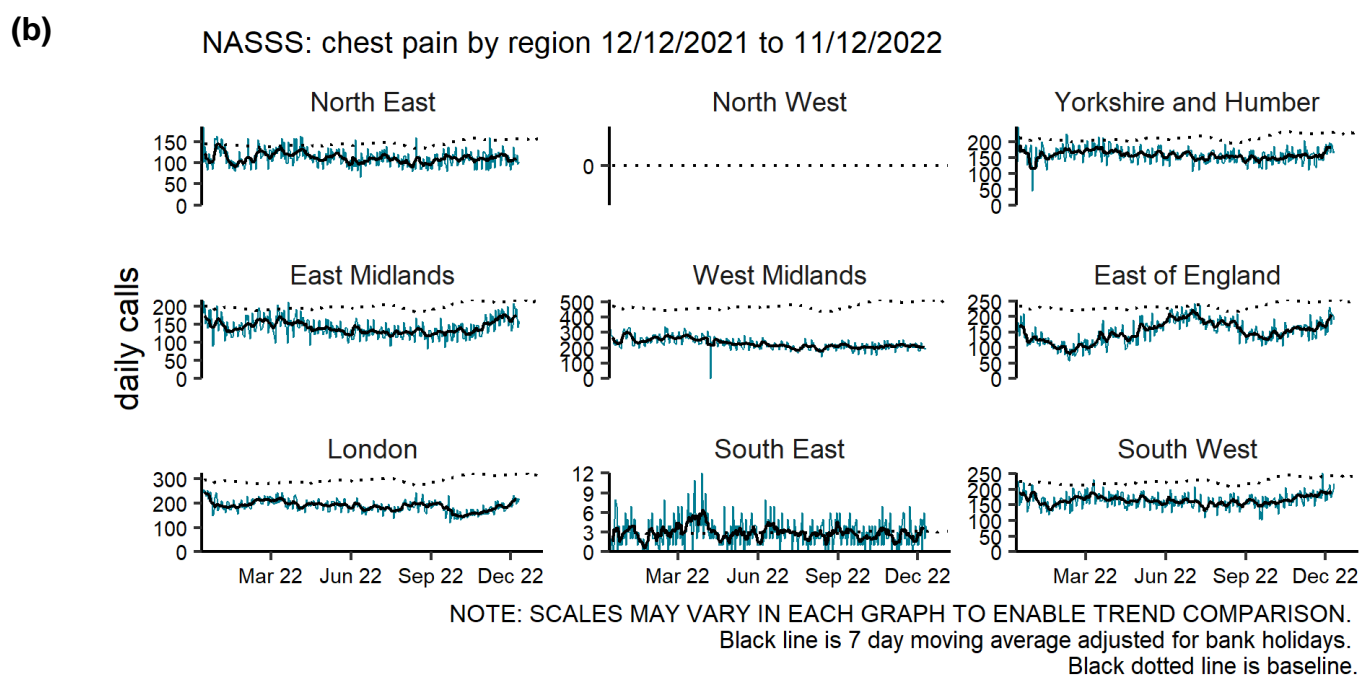 (b)
NASSS: chest pain by region 12/12/2021 to 11/12/2022
North East
North West
Yorkshire and Humber
150
100
50
0
0
200
150
100
50
0
daily calls
East Midlands
West Midlands
East of England
200
150
100
50
0
500
400
300
200
100
0
250
200
150
100
50
0
London
South East
South West
300
200
100
0
12
9
6
3
0
250
200
150
100
50
0
Mar 22 Jun 22 Sep 22 Dec 22
Mar 22 Jun 22 Sep 22 Dec 22
Mar 22 Jun 22 Sep 22 Dec 22
NOTE: SCALES MAY VARY IN EACH GRAPH TO ENABLE TREND COMPARISON.
Black line is 7 day moving average adjusted for bank holidays.
Black dotted line is baseline.